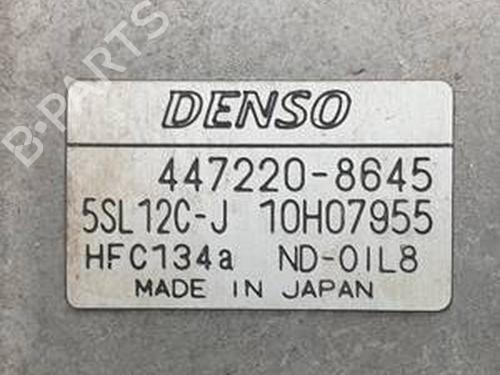 B-PARTS
DENSO
447220-8645
5SL12C-J 10H07955
HFC134a ND-OIL8
MADE IN JAPAN